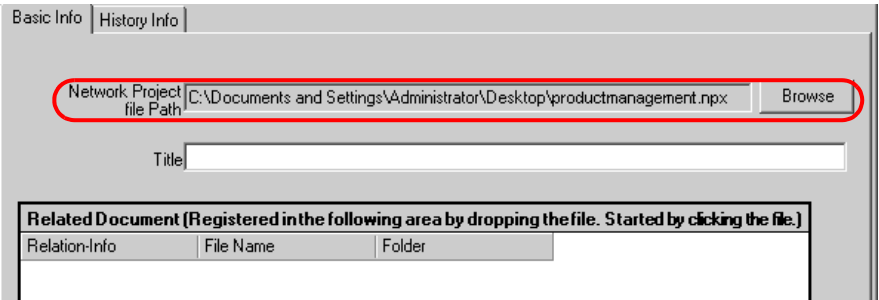 Basic Info History Info
Network Project
file Path C:\Documents and Settings\Administrator\Desktop\productmanagement.npx Browse
Title
Related Document (Registered in the following area by dropping the file. Started by clicking the file.)
Relation-Info File Name Folder